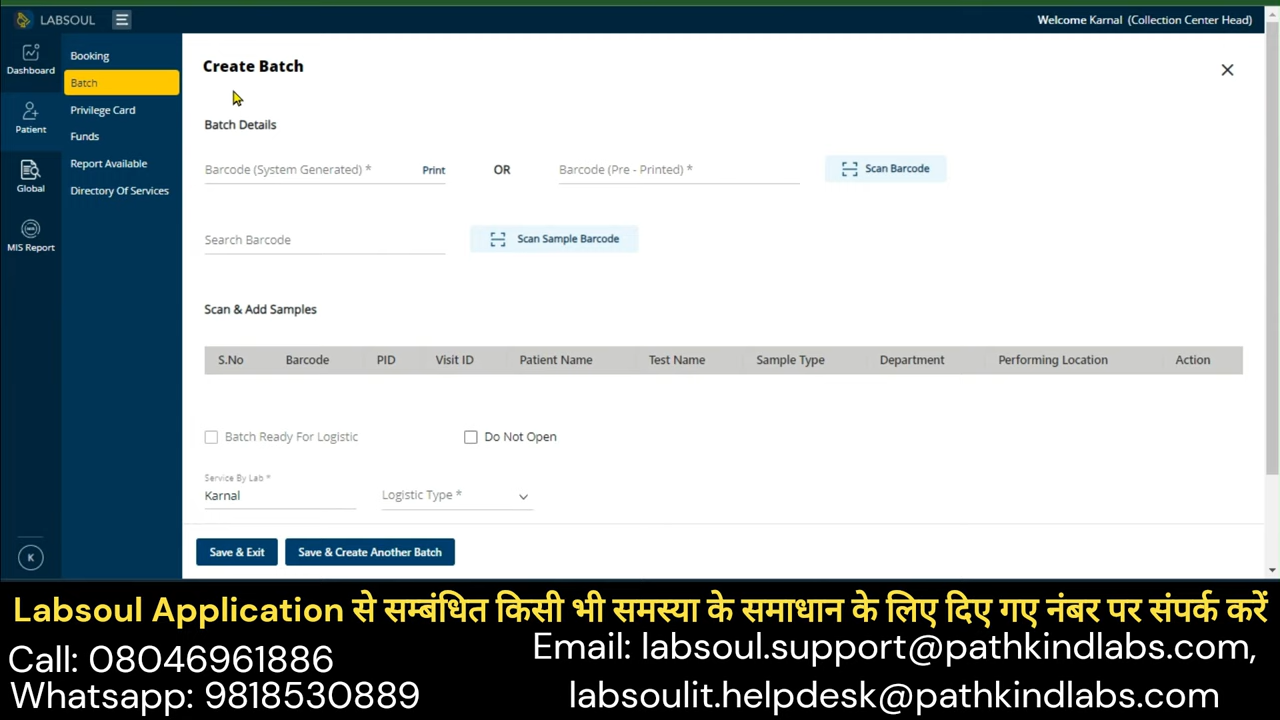 LABSOUL
Welcome Karnal (Collection Center Head)
Dashboard
Patient
Global
MIS Report
K
Booking
Batch
Privilege Card
Funds
Report Available
Directory Of Services
Create Batch
Batch Details
Barcode (System Generated) * Print OR Barcode (Pre - Printed) * Scan Barcode
Search Barcode Scan Sample Barcode
Scan & Add Samples
S.No Barcode PID Visit ID Patient Name Test Name Sample Type Department Performing Location Action
Batch Ready For Logistic Do Not Open
Service By Lab *
Karnal Logistic Type *
Save & Exit Save & Create Another Batch
Labsoul Application से सम्बंधित किसी भी समस्या के समाधान के लिए दिए गए नंबर पर संपर्क करें
Call: 08046961886
Whatsapp: 9818530889
Email: labsoul.support@pathkindlabs.com,
labsoulit.helpdesk@pathkindlabs.com